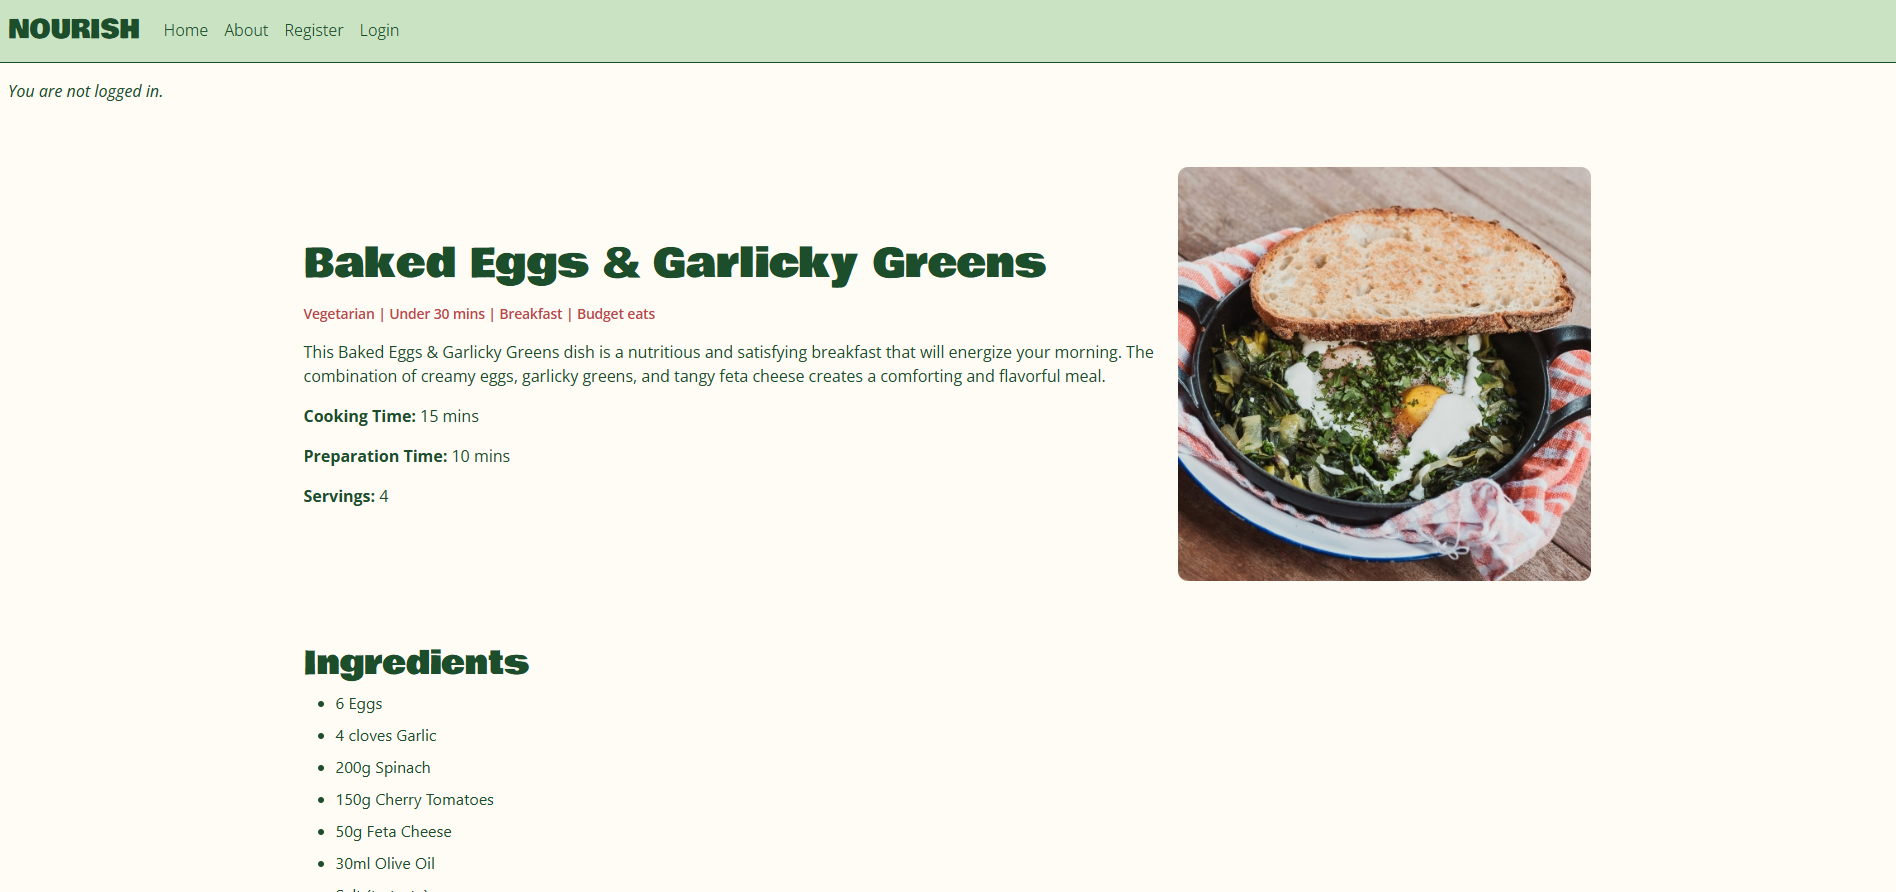 NOURISH Home About Register Login
You are not logged in.
Baked Eggs & Garlicky Greens
Vegetarian | Under 30 mins | Breakfast | Budget eats
This Baked Eggs & Garlicky Greens dish is a nutritious and satisfying breakfast that will energize your morning. The
combination of creamy eggs, garlicky greens, and tangy feta cheese creates a comforting and flavorful meal.
Cooking Time: 15 mins
Preparation Time: 10 mins
Servings: 4
Ingredients
• 6 Eggs
• 4 cloves Garlic
• 200g Spinach
• 150g Cherry Tomatoes
• 50g Feta Cheese
• 30ml Olive Oil